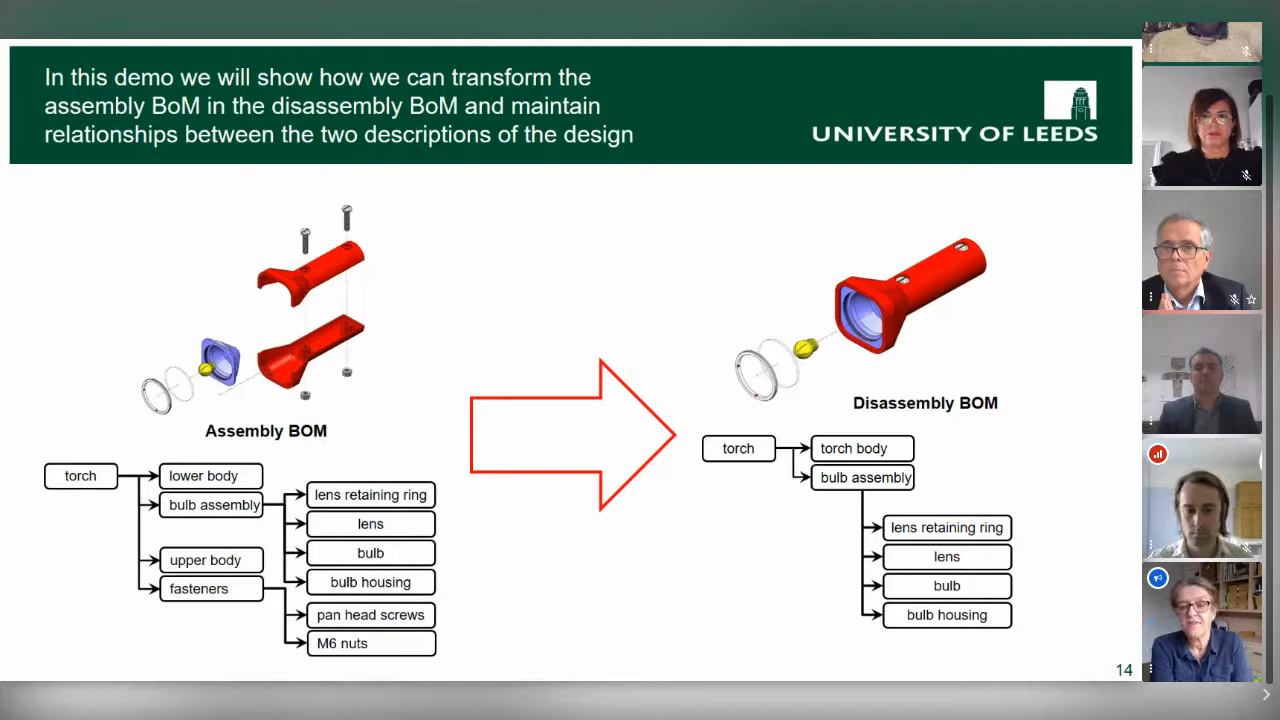 In this demo we will show how we can transform the
assembly BoM in the disassembly BoM and maintain
relationships between the two descriptions of the design
UNIVERSITY OF LEEDS
Assembly BOM
torch
lower body
bulb assembly
upper body
fasteners
lens retaining ring
lens
bulb
bulb housing
pan head screws
M6 nuts
Disassembly BOM
torch
torch body
bulb assembly
lens retaining ring
lens
bulb
bulb housing
14